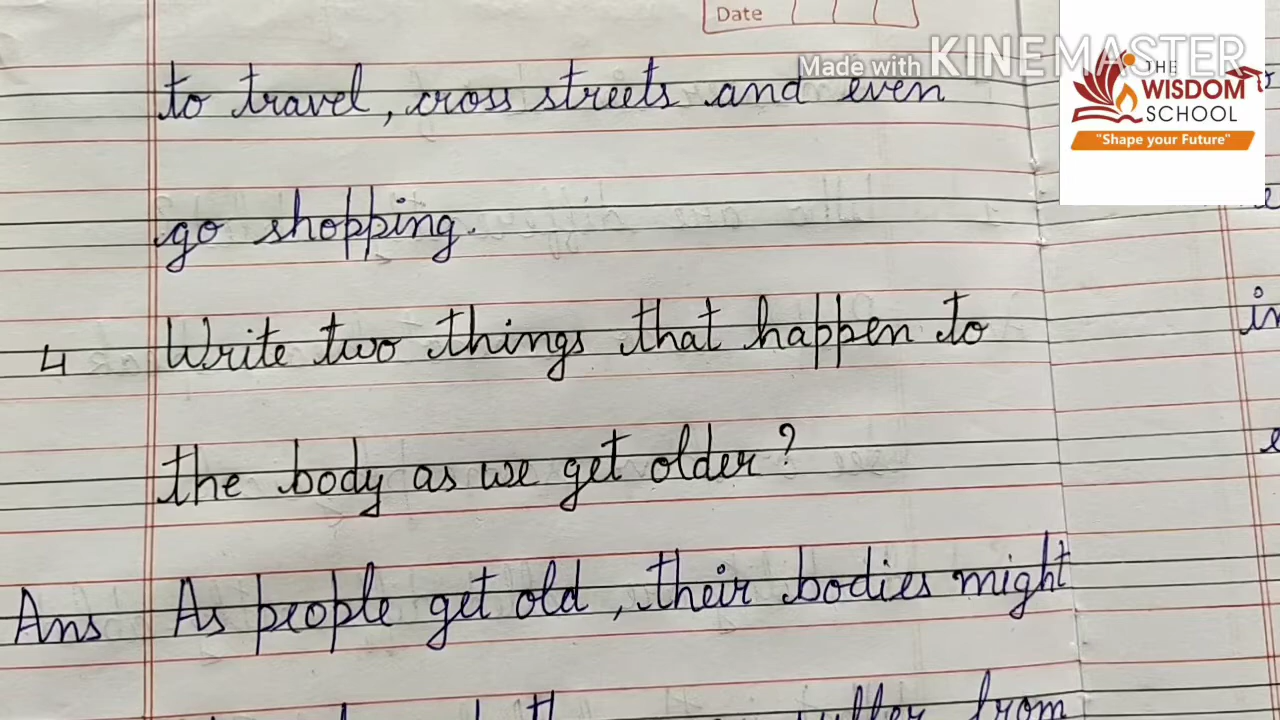 Date
Made with KINEMASTER
THE
WISDOM
SCHOOL
"Shape your Future"
to travel, cross streets and even
go shopping.
4 Write two things that happen to
the body as we get older?
Ans As people get old, their bodies might
from